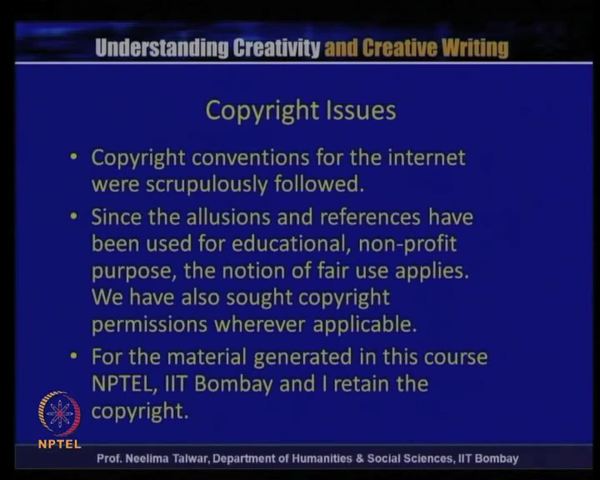 Understanding Creativity and Creative Writing
Copyright Issues
• Copyright conventions for the internet
were scrupulously followed.
• Since the allusions and references have
been used for educational, non-profit
purpose, the notion of fair use applies.
We have also sought copyright
permissions wherever applicable.
• For the material generated in this course
NPTEL, IIT Bombay and I retain the
copyright.
NPTEL
Prof. Neelima Talwar, Department of Humanities & Social Sciences, IIT Bombay